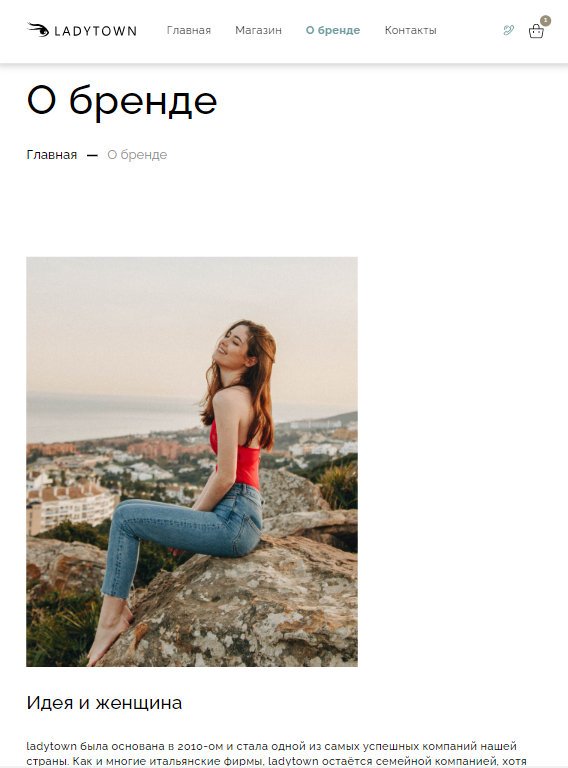 LADYTOWN Главная Магазин О бренде Контакты 1
О бренде
Главная — О бренде
Идея и женщина
ladytown была основана в 2010-ом и стала одной из самых успешных компаний нашей
страны. Как и многие итальянские фирмы, ladytown остаётся семейной компанией, хотя